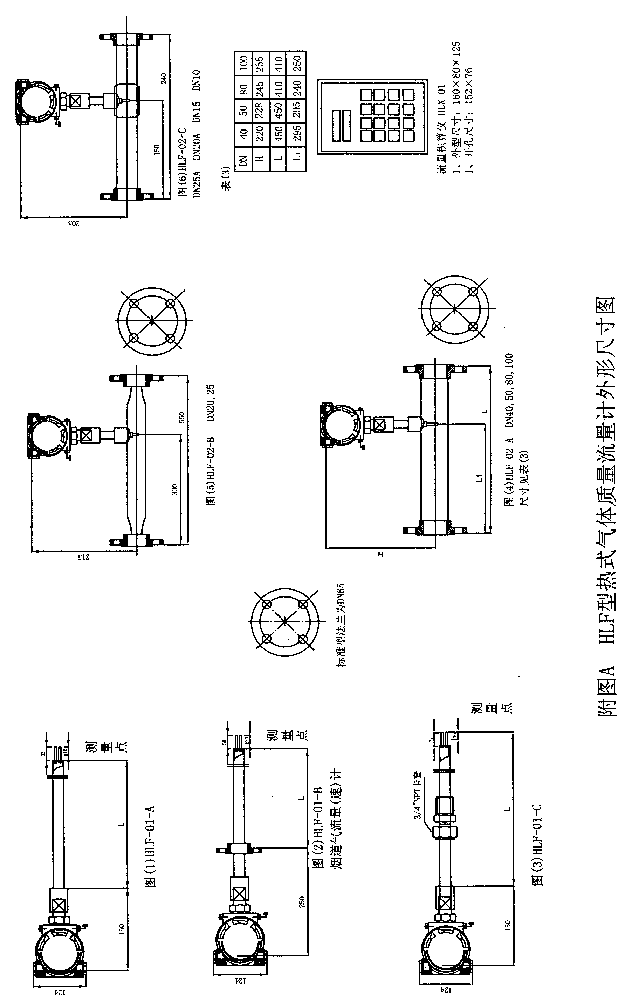 124
150
L
32
16
测量点
图(1)HLF-01-A
124
250
L
50
120
测量点
图(2)HLF-01-B
烟道气流量(速)计
124
150
L
3/4"NPT卡套
32
16
测量点
图(3)HLF-01-C
标准型法兰为DN65
215
330
550
图(5)HLF-02-B DN20,25
H
L1
L
图(4)HLF-02-A DN40,50,80,100
尺寸见表(3)
205
150
240
图(6)HLF-02-C
DN25A DN20A DN15 DN10
表(3)
DN 40 50 80 100
H 220 228 245 255
L 450 450 410 410
L1 295 295 240 250
流量积算仪 HLX-01
1、外型尺寸：160×80×125
1、开孔尺寸：152×76
附图A HLF型热式气体质量流量计外形尺寸图